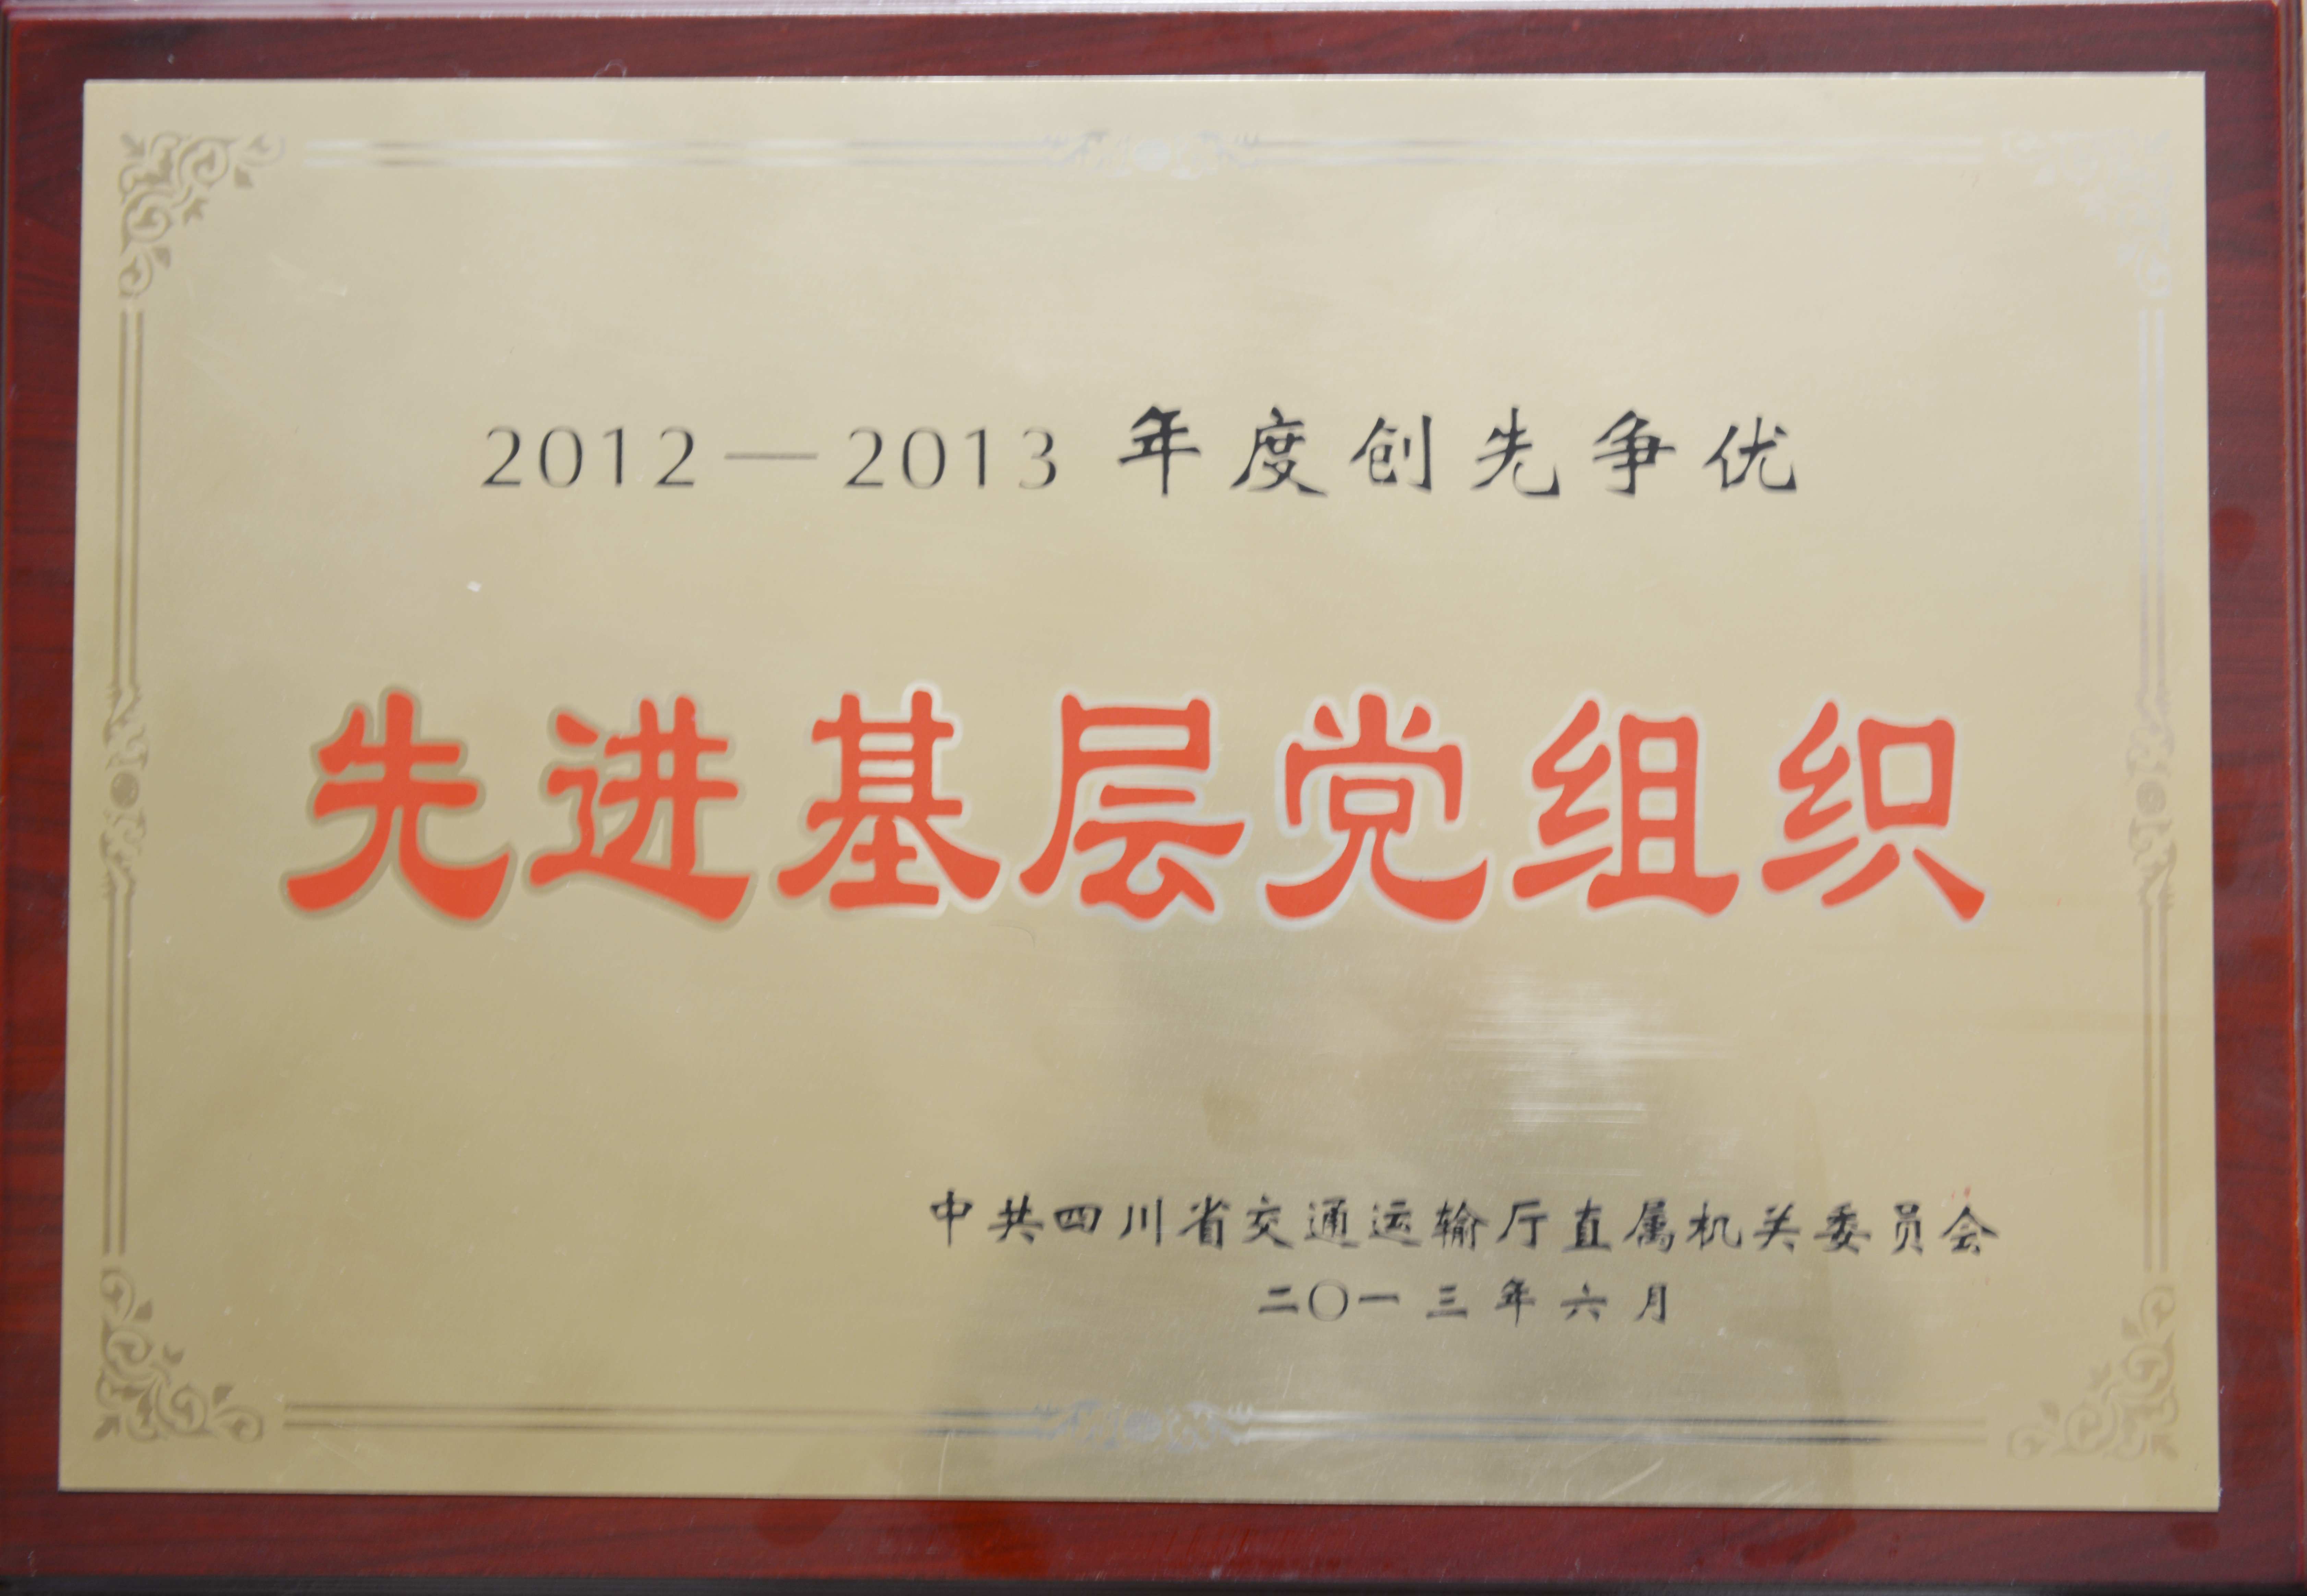 2012—2013 年度创先争优
先进基层党组织
中共四川省交通运输厅直属机关委员会
二〇一三年六月